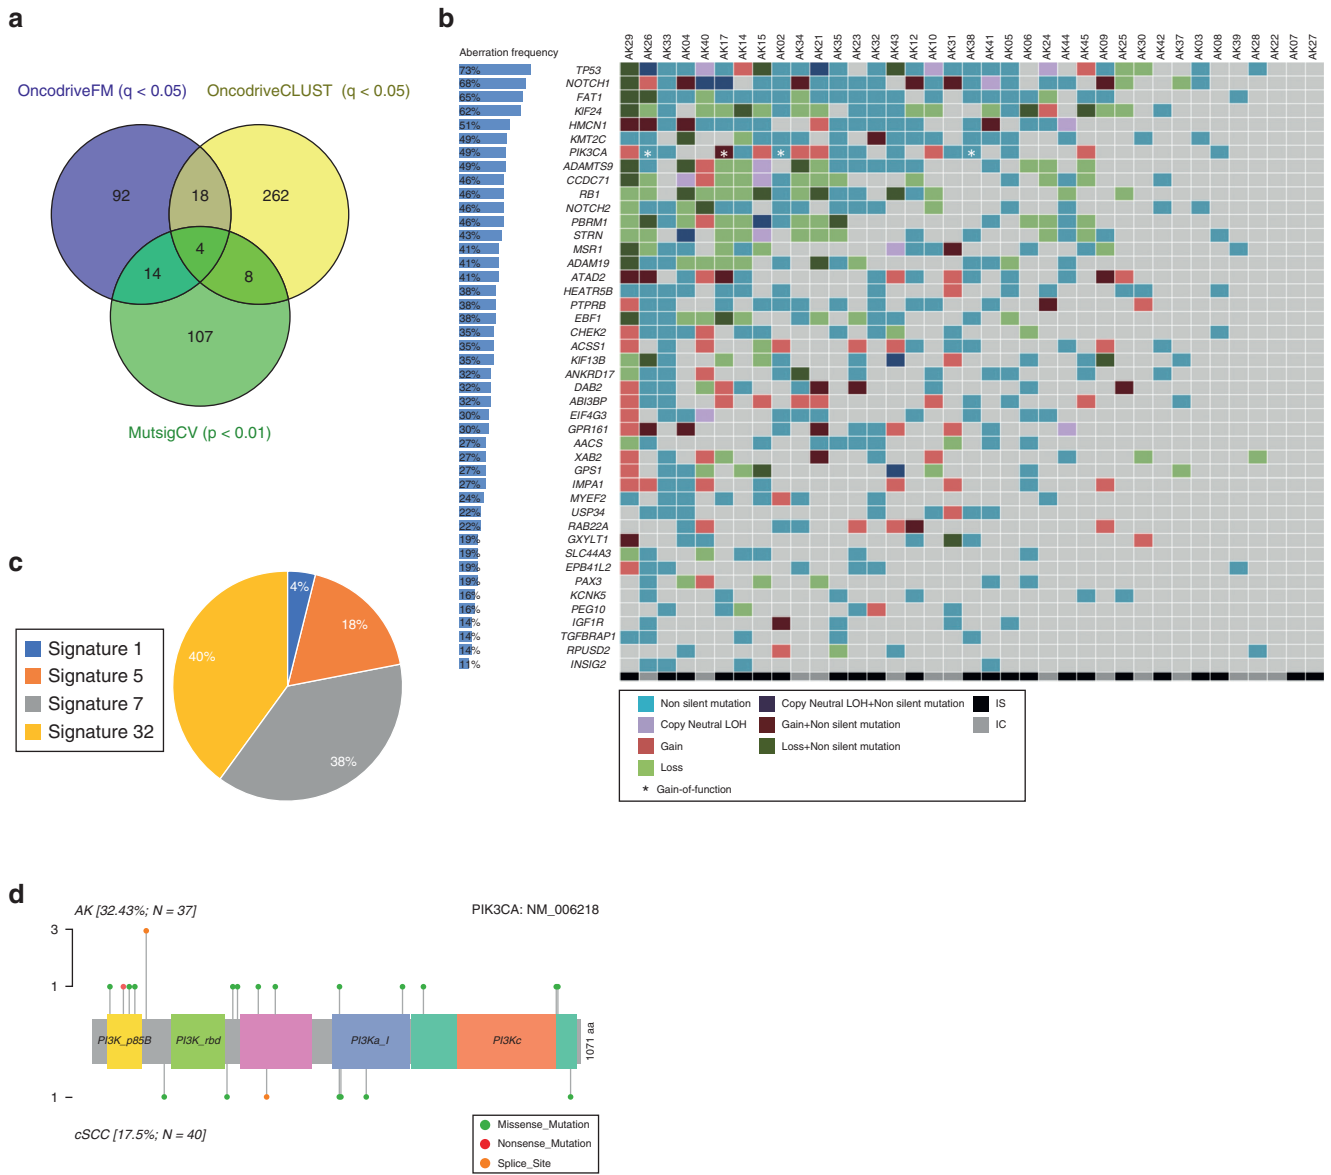 a
OncodriveFM (q < 0.05)
OncodriveCLUST (q < 0.05)
92
18
262
4
14
8
107
MutsigCV (p < 0.01)
b
Aberration frequency
AK29 AK26 AK33 AK04 AK40 AK17 AK14 AK15 AK02 AK34 AK21 AK35 AK23 AK32 AK43 AK12 AK10 AK31 AK38 AK41 AK05 AK06 AK24 AK44 AK45 AK09 AK25 AK30 AK42 AK37 AK03 AK08 AK39 AK28 AK22 AK07 AK27
73% TP53
68% NOTCH1
65% FAT1
62% KIF24
51% HMCN1
49% KMT2C
49% PIK3CA * * * *
49% ADAMTS9
46% CCDC71
46% RB1
46% NOTCH2
46% PBRM1
43% STRN
41% MSR1
41% ADAM19
41% ATAD2
38% HEATR5B
38% PTPRB
38% EBF1
35% CHEK2
35% ACSS1
35% KIF13B
32% ANKRD17
32% DAB2
32% ABI3BP
30% EIF4G3
30% GPR161
27% AACS
27% XAB2
27% GPS1
27% IMPA1
24% MYEF2
22% USP34
22% RAB22A
19% GXYLT1
19% SLC44A3
19% EPB41L2
19% PAX3
16% KCNK5
16% PEG10
14% IGF1R
14% TGFBRAP1
14% RPUSD2
11% INSIG2
Non silent mutation
Copy Neutral LOH+Non silent mutation
IS
Copy Neutral LOH
Gain+Non silent mutation
IC
Gain
Loss+Non silent mutation
Loss
* Gain-of-function
c
Signature 1
Signature 5
Signature 7
Signature 32
4%
18%
38%
40%
d
AK [32.43%; N = 37]
PIK3CA: NM_006218
3
1
PI3K_p85B
PI3K_rbd
PI3Ka_I
PI3Kc
1071 aa
1
cSCC [17.5%; N = 40]
Missense_Mutation
Nonsense_Mutation
Splice_Site